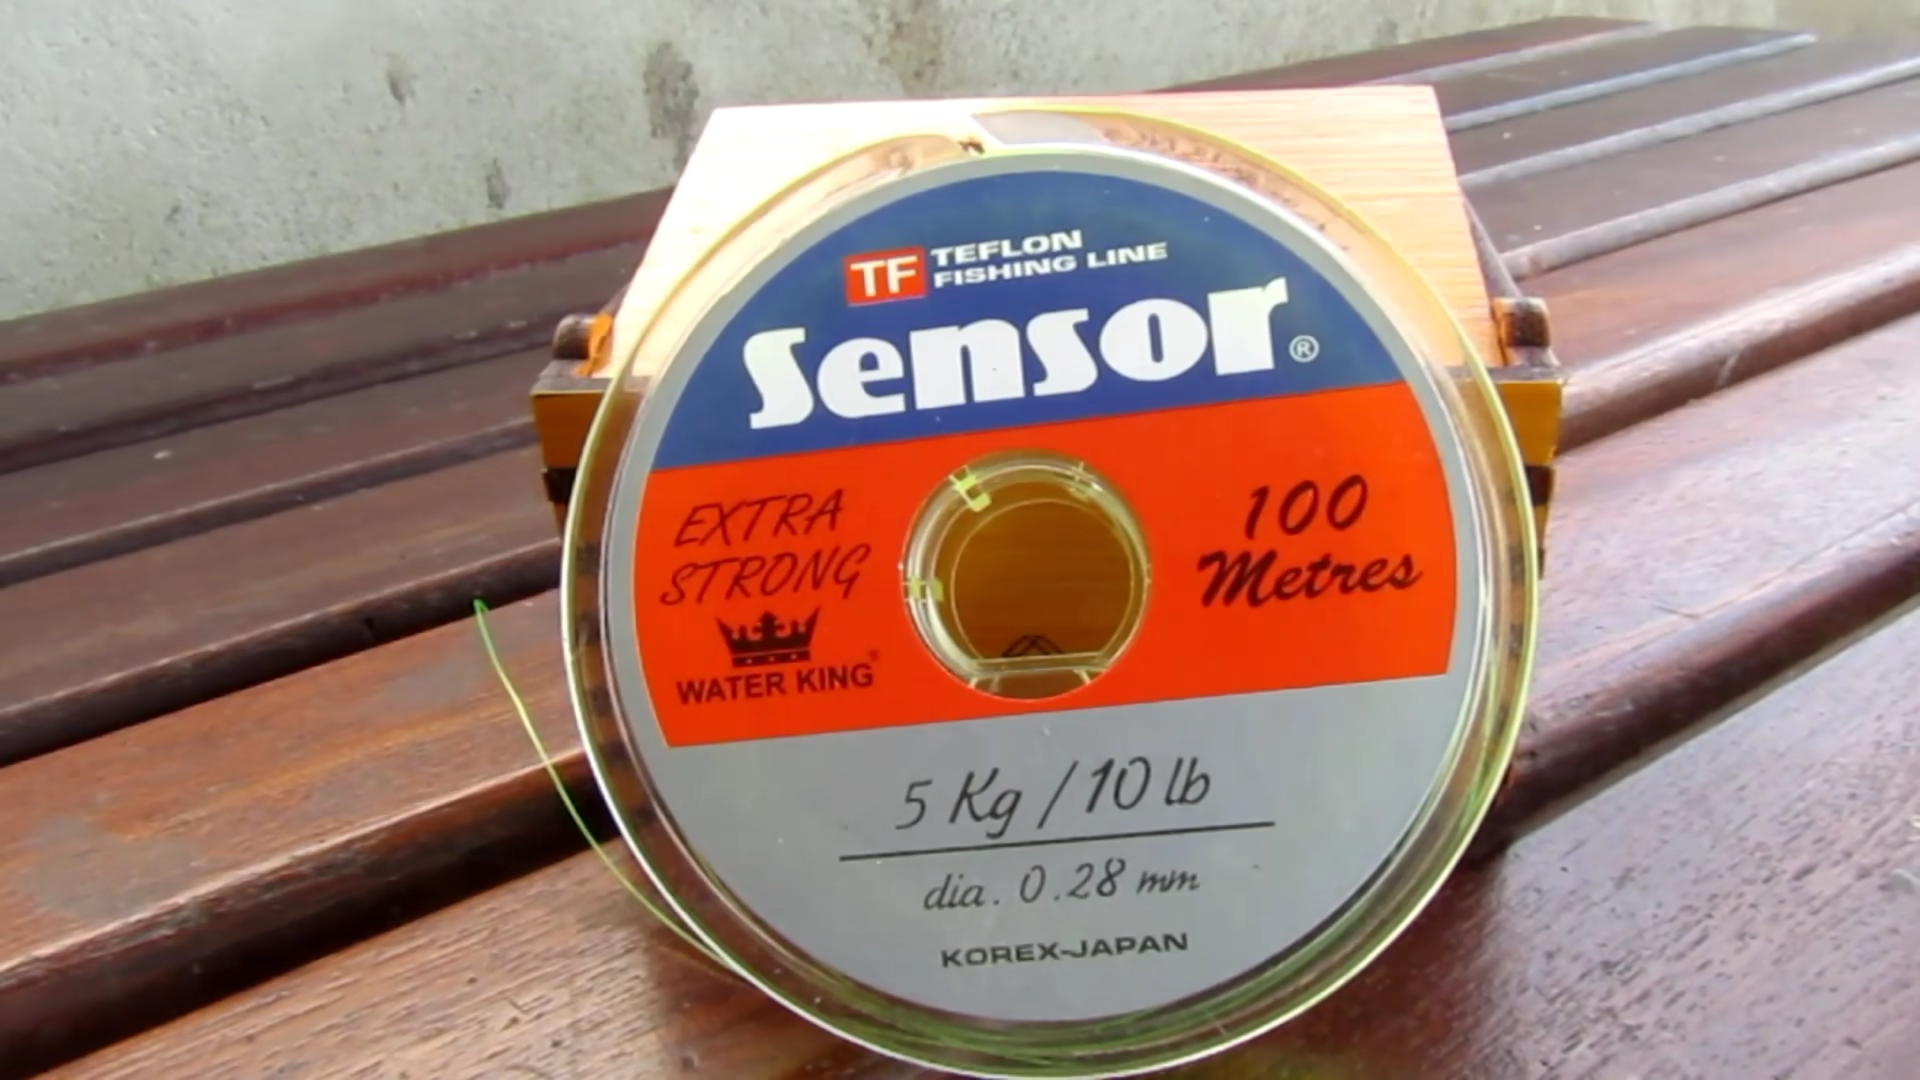 TF TEFLON
FISHING LINE
Sensor®
EXTRA
STRONG
WATER KING
100
Metres
5 Kg / 10 lb
dia. 0.28 mm
KOREX-JAPAN